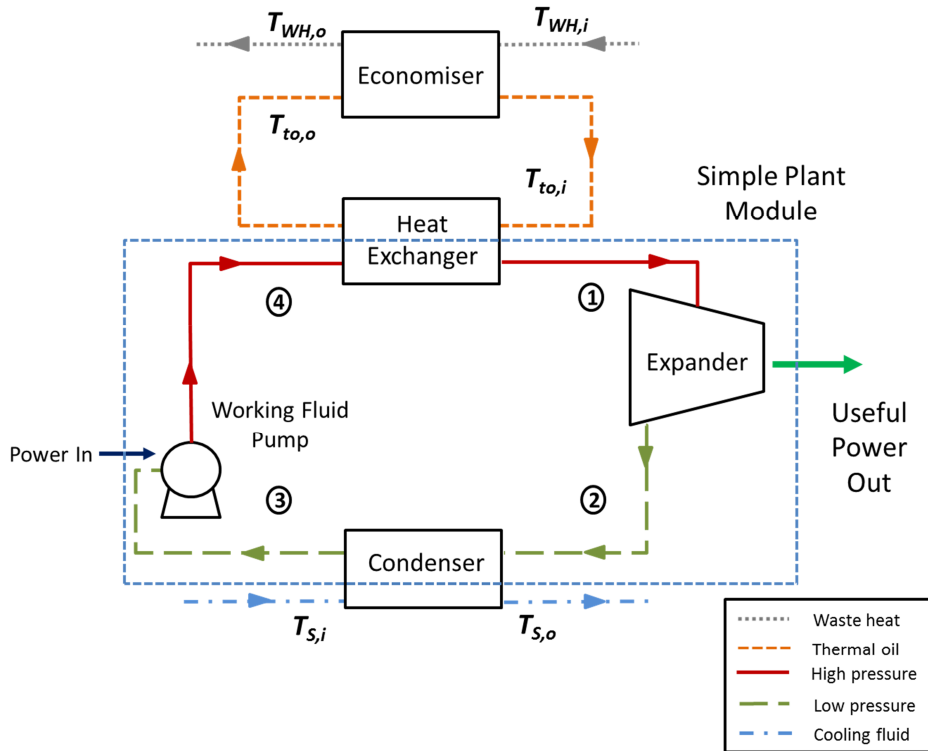 T_WH,o
T_WH,i
Economiser
T_to,o
T_to,i
Simple Plant
Module
Heat
Exchanger
④
①
Expander
Working Fluid
Pump
Power In
Useful
Power
Out
③
②
Condenser
T_S,i
T_S,o
Waste heat
Thermal oil
High pressure
Low pressure
Cooling fluid